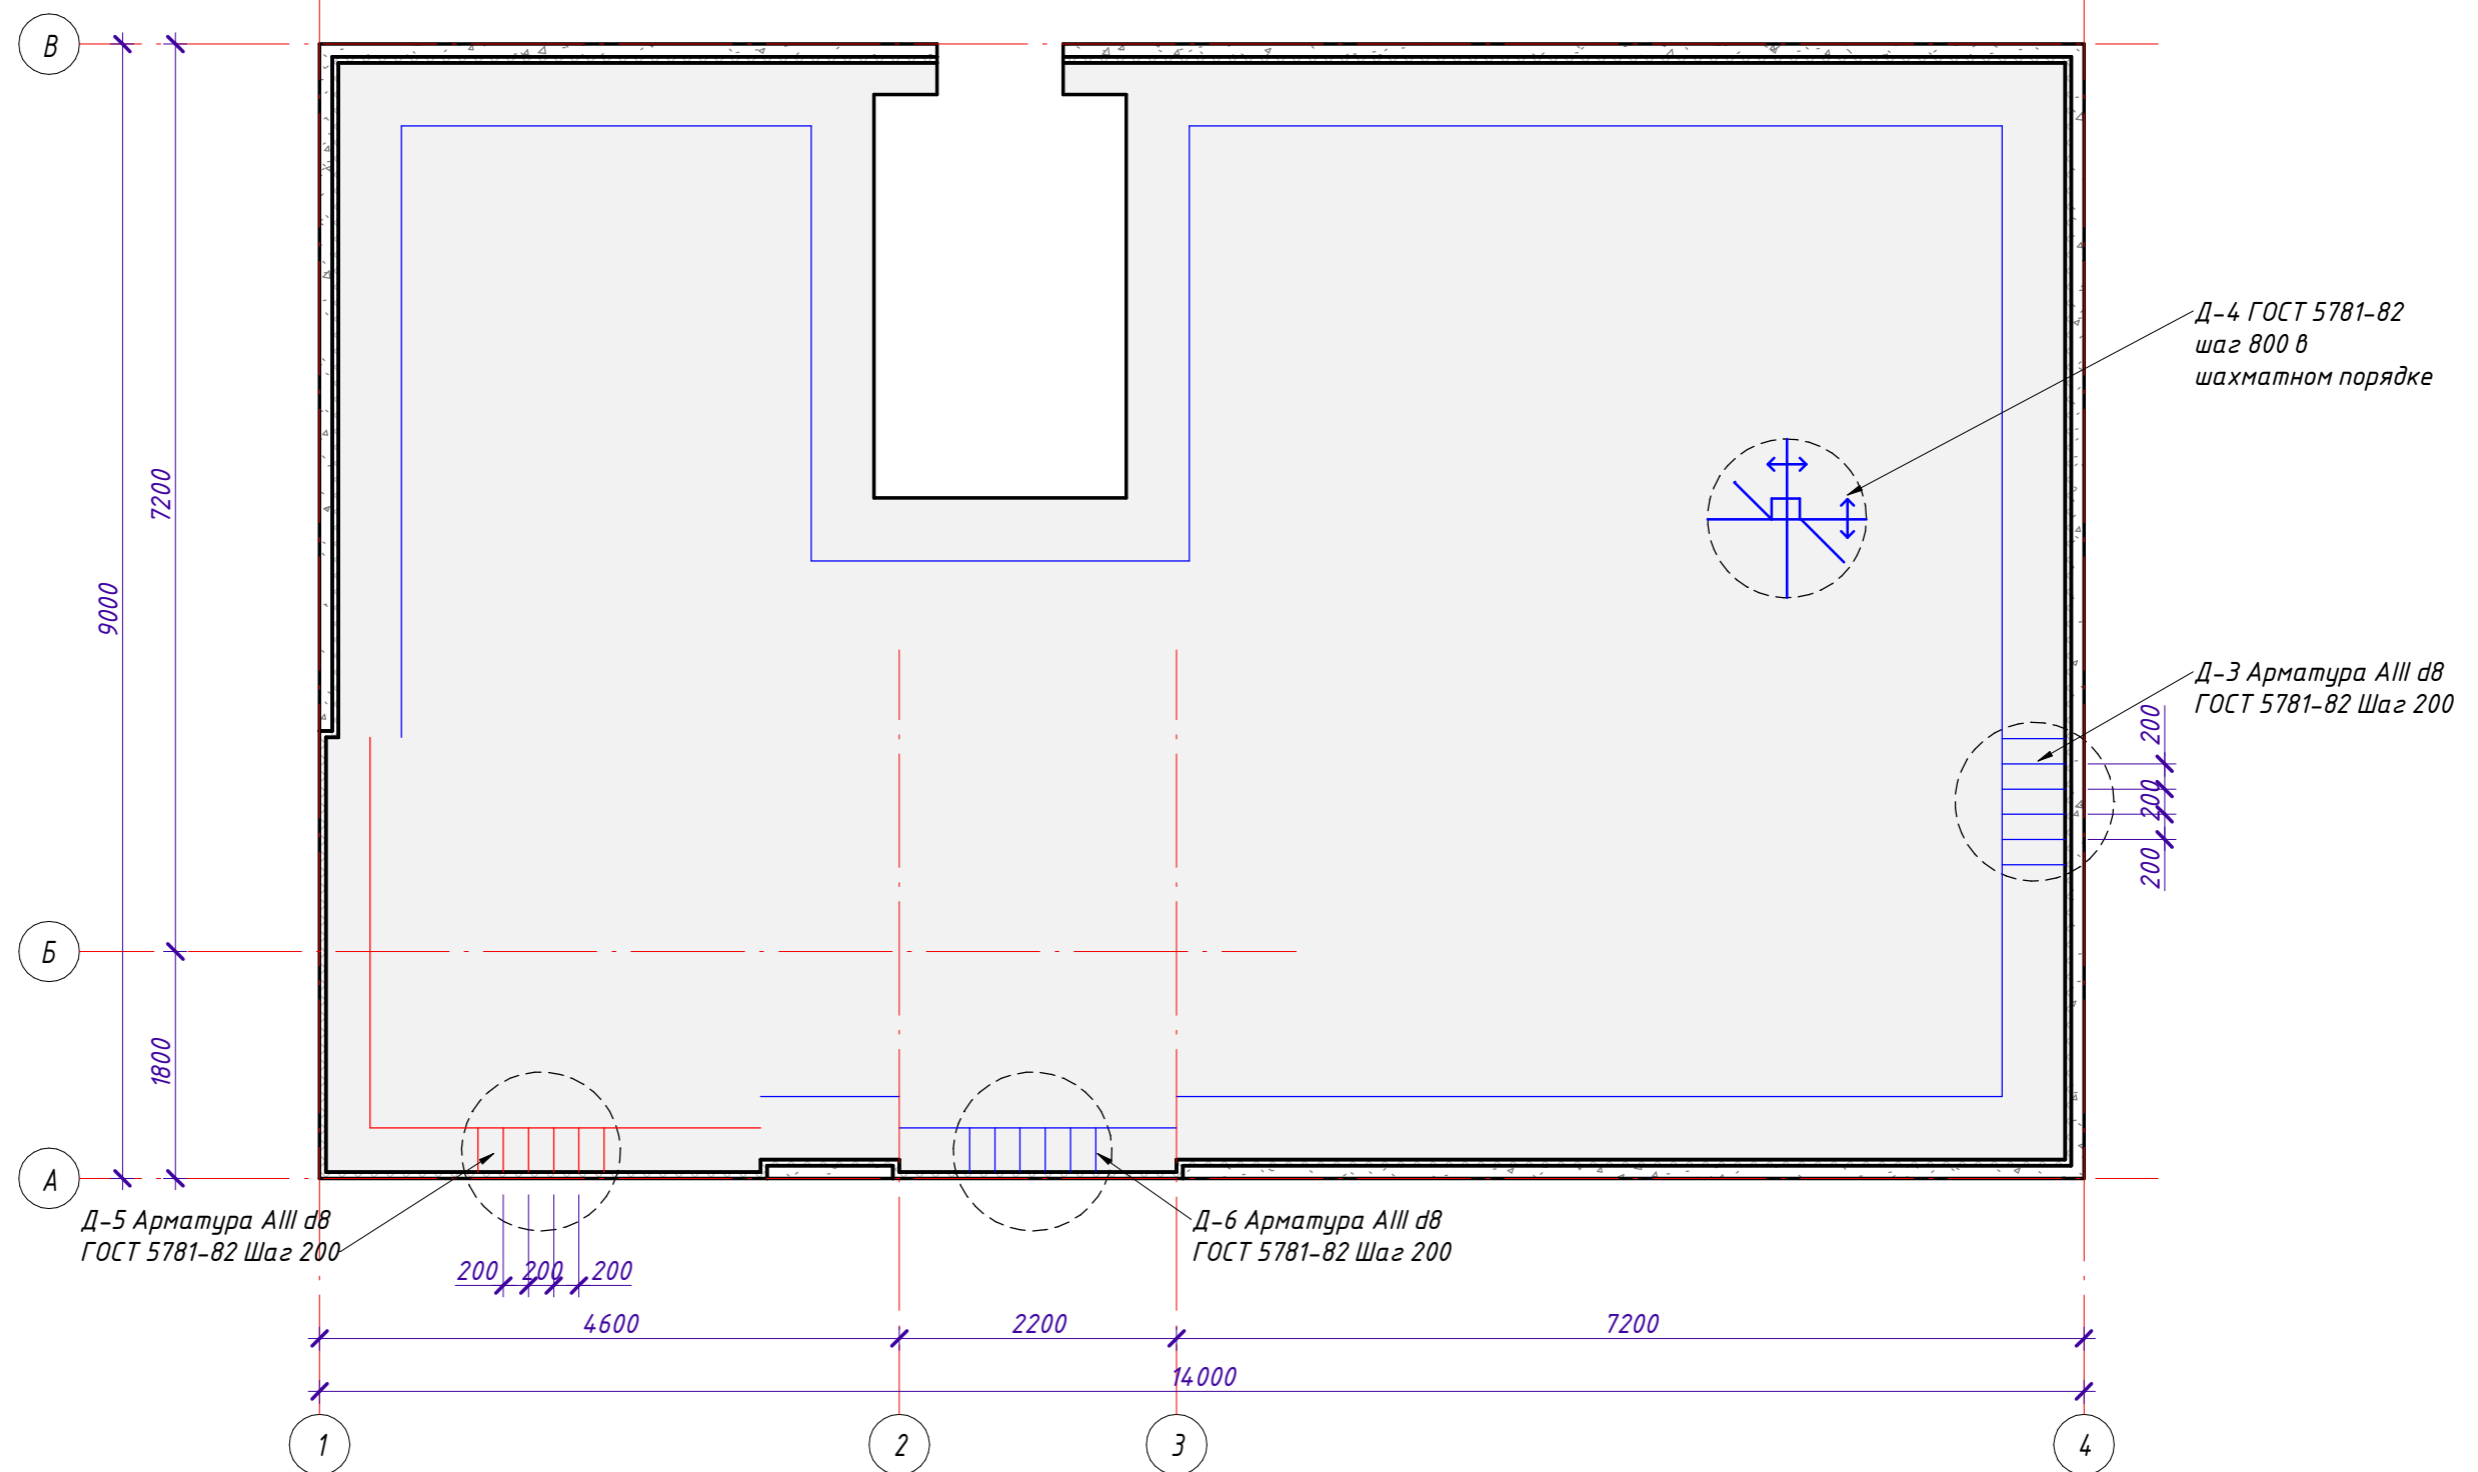 В
Д-4 ГОСТ 5781-82
шаг 800 в
шахматном порядке
7200
9000
Д-3 Арматура АIII d8
ГОСТ 5781-82 Шаг 200
200
200
200
Б
1800
А
Д-5 Арматура АIII d8
ГОСТ 5781-82 Шаг 200
Д-6 Арматура АIII d8
ГОСТ 5781-82 Шаг 200
200 200 200
4600 2200 7200
14000
1 2 3 4